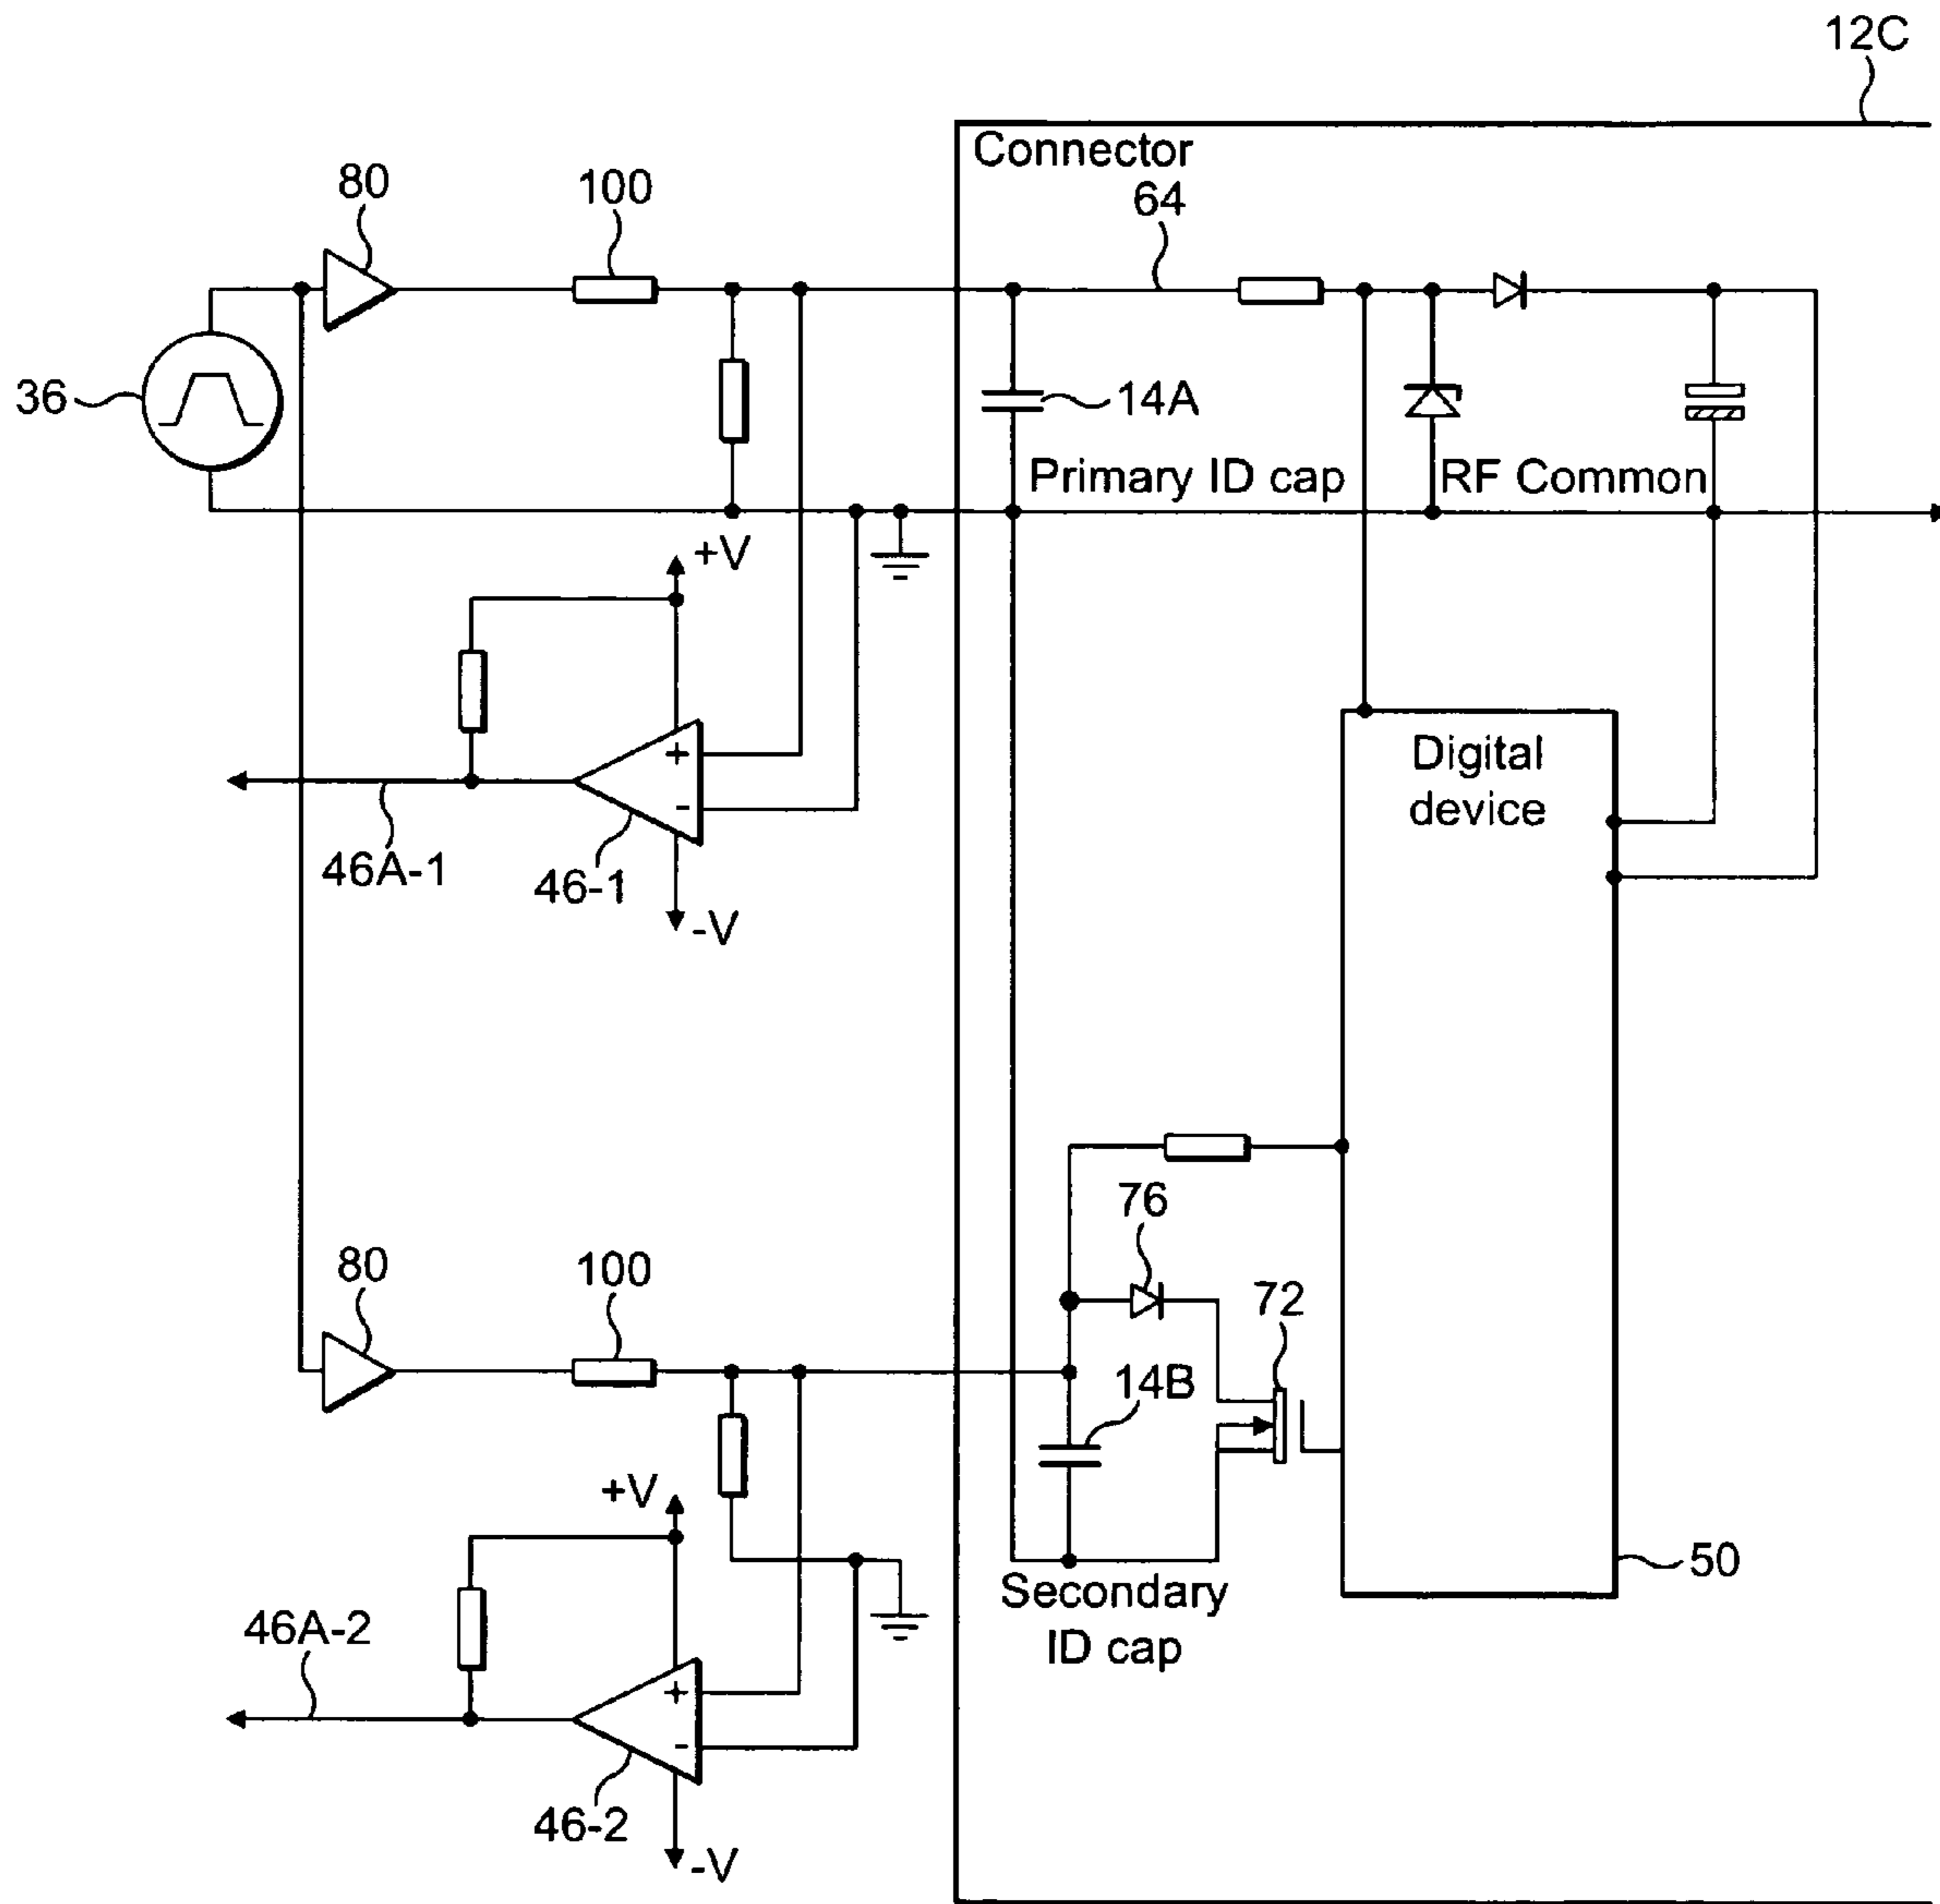 12C
Connector
80
100
64
36
14A
Primary ID cap
RF Common
+V
+
-
46A-1
46-1
-V
Digital
device
76
80
100
72
14B
+V
50
Secondary
ID cap
46A-2
+
-
46-2
-V